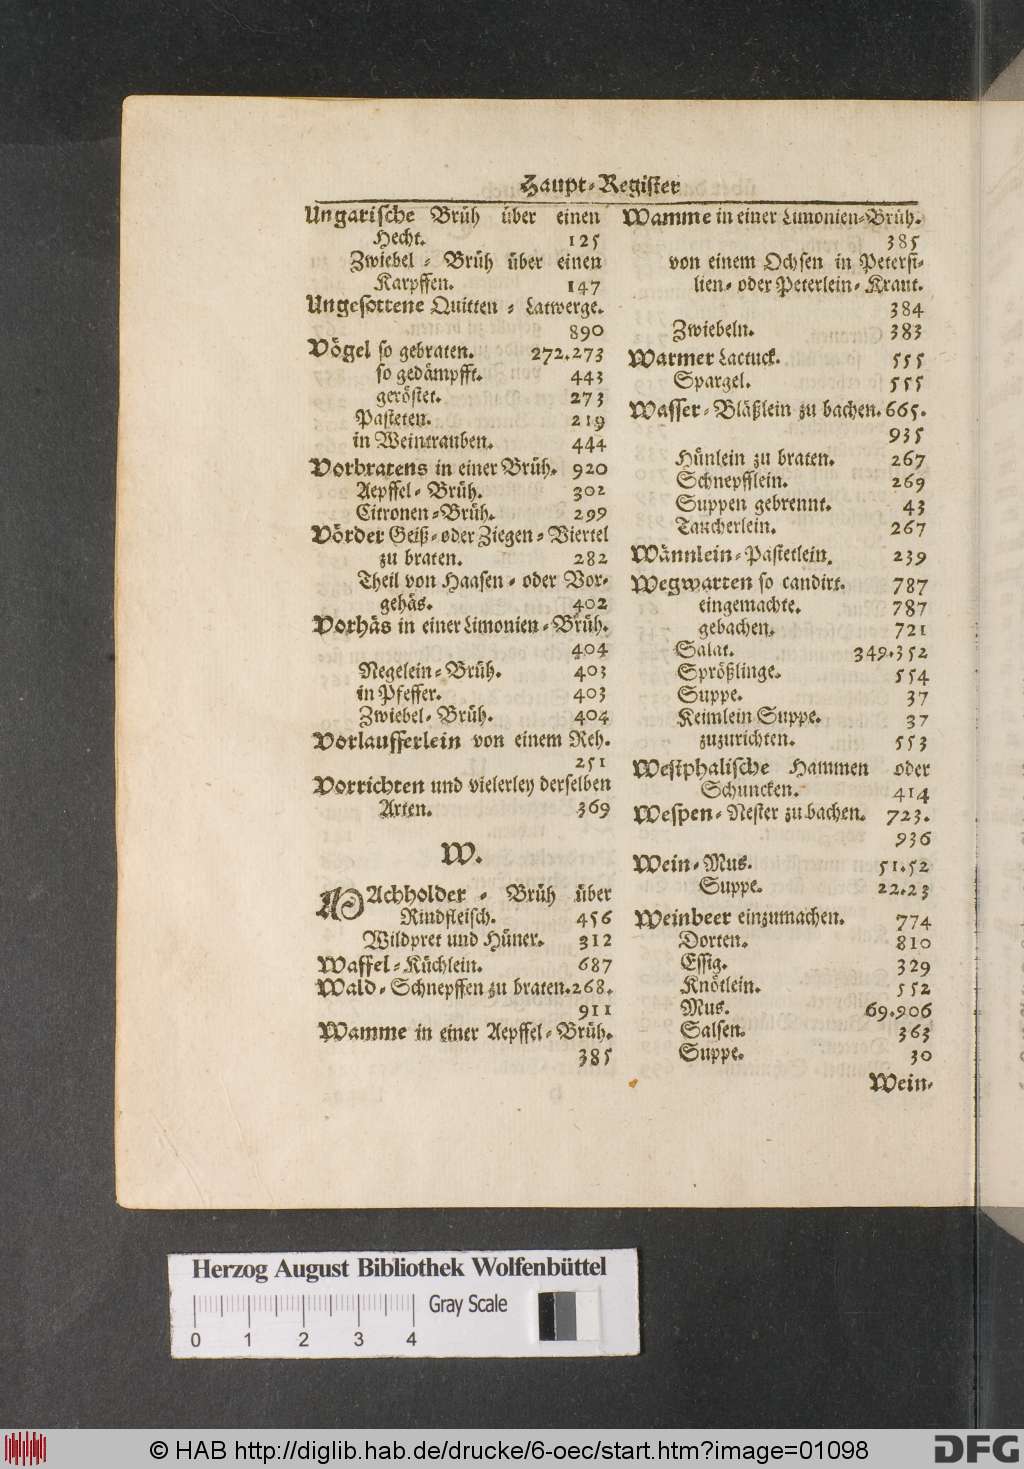 Haupt-Register
Ungarische Brüh über einen
Hecht. 125
Zwiebel-Brüh über einen
Karpffen. 147
Ungesottene Quitten-Latwerge.
890
Vögel so gebraten. 272.273
so gedämpfft. 443
geröstet. 273
Pasteten. 219
in Weintrauben. 444
Vorbratens in einer Brüh. 920
Aepffel-Brüh. 302
Citronen-Brüh. 299
Vörder Geiß- oder Ziegen-Viertel
zu braten. 282
Theil von Haasen- oder Vor-
gehäs. 402
Vorhäs in einer Limonien-Brüh.
404
Negelein-Brüh. 403
in Pfeffer. 403
Zwiebel-Brüh. 404
Vorlaufferlein von einem Reh.
251
Vorrichten und vielerley derselben
Arten. 369
W.
WAchholder-Brüh über
Rindfleisch. 456
Wildpret und Hüner. 312
Waffel-Küchlein. 687
Wald-Schnepffen zu braten. 268.
911
Wamme in einer Aepffel-Brüh.
385
Wamme in einer Limonien-Brüh.
385
von einem Ochsen in Petersi-
lien- oder Peterlein-Kraut.
384
Zwiebeln. 383
Warmer Lactuck. 555
Spargel. 555
Wasser-Bläßlein zu bachen. 665.
935
Hünlein zu braten. 267
Schnepfflein. 269
Suppen gebrennt. 43
Taucherlein. 267
Wännlein-Pastetlein. 239
Wegwarten so candirt. 787
eingemachte. 787
gebachen. 721
Salat. 349.352
Sprößlinge. 554
Suppe. 37
Keimlein Suppe. 37
zuzurichten. 553
Westphalische Hammen oder
Schuncken. 414
Wespen-Nester zu bachen. 723.
936
Wein-Mus. 51.52
Suppe. 22.23
Weinbeer einzumachen. 774
Dorten. 810
Essig. 329
Knötlein. 552
Mus. 69.906
Salsen. 363
Suppe. 30
Wein-
Herzog August Bibliothek Wolfenbüttel
Gray Scale
0 1 2 3 4
© HAB http://diglib.hab.de/drucke/6-oec/start.htm?image=01098
DFG